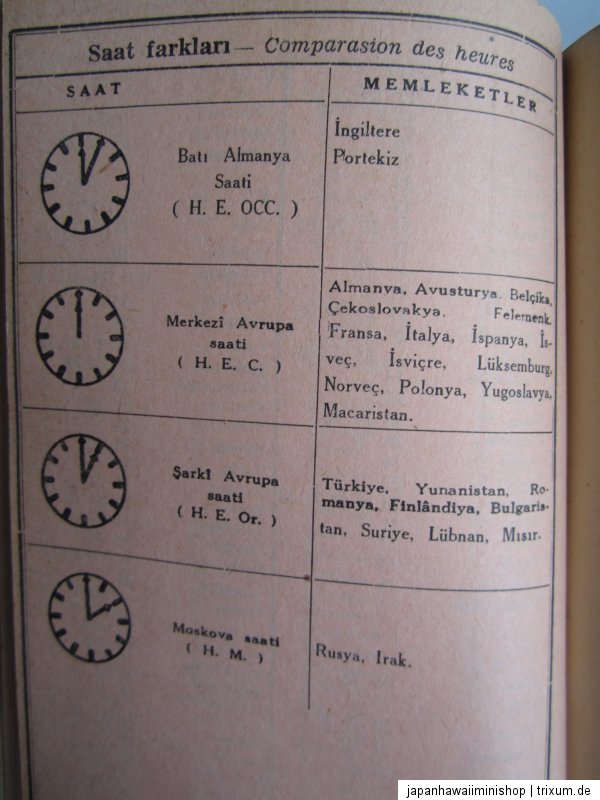 Saat farkları — Comparasion des heures
SAAT
MEMLEKETLER
Batı Almanya
Saati
( H. E. OCC. )
İngiltere
Portekiz
Merkezî Avrupa
saati
( H. E. C. )
Almanya, Avusturya. Belçika,
Çekoslovakya. Felemenk,
Fransa, İtalya, İspanya, İs-
veç, İsviçre, Lüksemburg,
Norveç, Polonya, Yugoslavya,
Macaristan.
Şarkî Avrupa
saati
( H. E. Or. )
Türkiye, Yunanistan, Ro-
manya, Finlândiya, Bulgaris-
tan, Suriye, Lübnan, Mısır.
Moskova saati
( H. M. )
Rusya, Irak.
japanhawaiiminishop | trixum.de